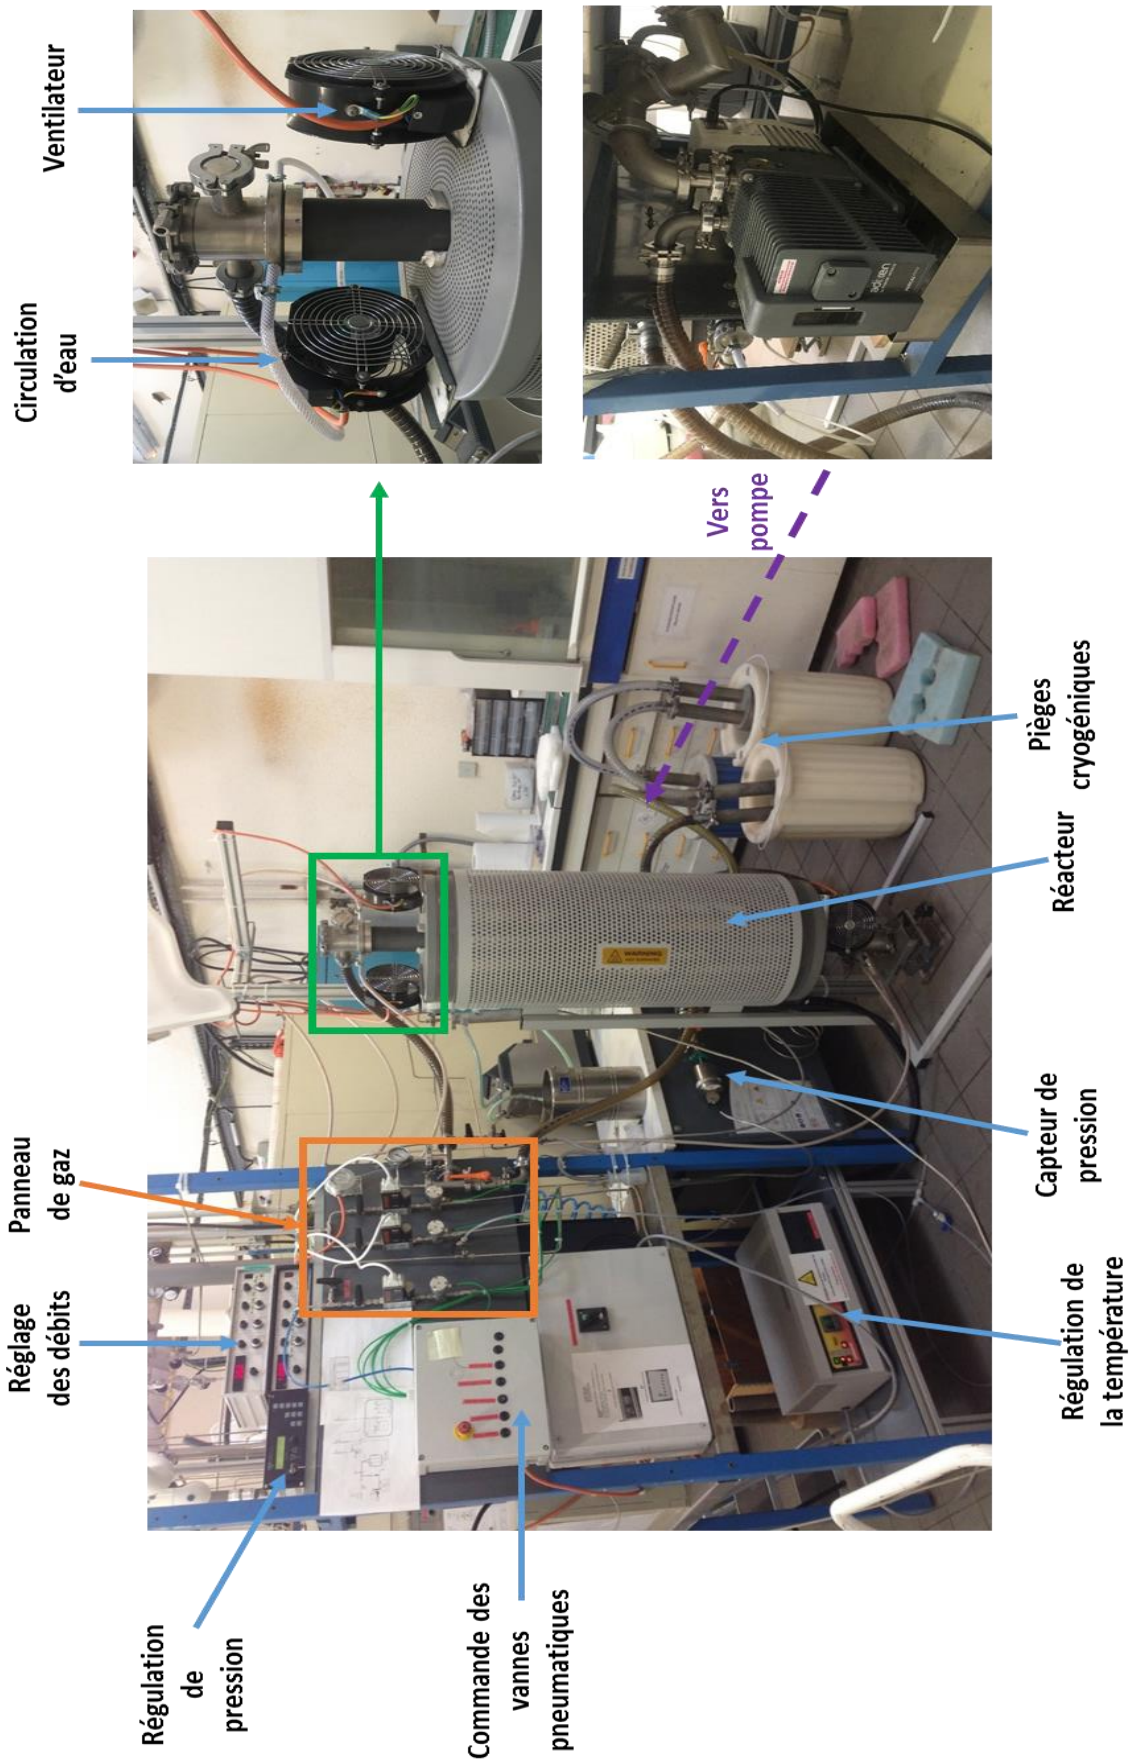 Régulation
de
pression
Réglage
des débits
Panneau
de gaz
Circulation
d'eau
Ventilateur
Commande des
vannes
pneumatiques
Vers
pompe
WARNING
Régulation de
la température
Capteur de
pression
Réacteur
Pièges
cryogéniques